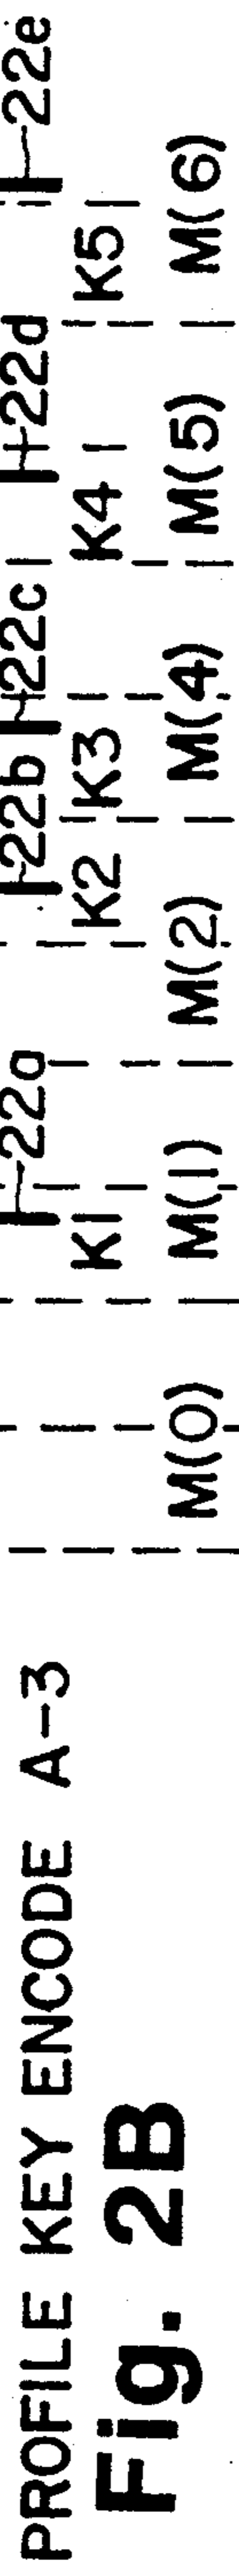 22a 22b 22c 22d 22e
PROFILE KEY ENCODE A-3
K1 K2 K3 K4 K5
Fig. 2B
M(0) M(1) M(2) M(4) M(5) M(6)